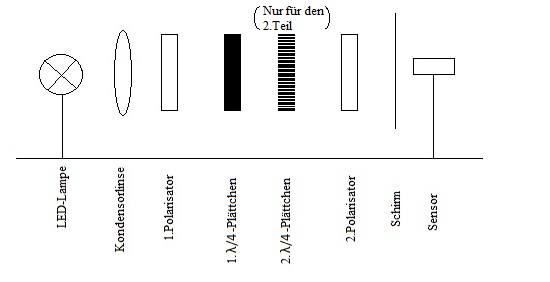 (Nur für den
2.Teil)
LED-Lampe
Kondensorlinse
1.Polarisator
1.λ/4-Plättchen
2.λ/4-Plättchen
2.Polarisator
Schirm
Sensor